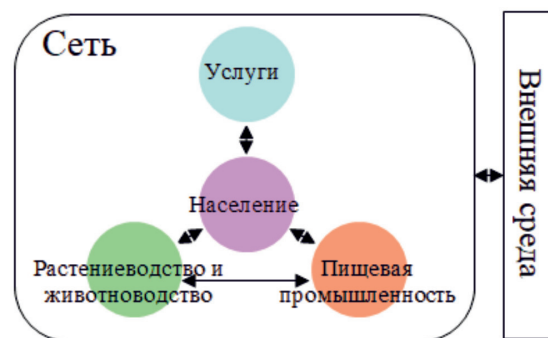 Сеть
Услуги
Население
Растениеводство и
животноводство
Пищевая
промышленность
Внешняя среда